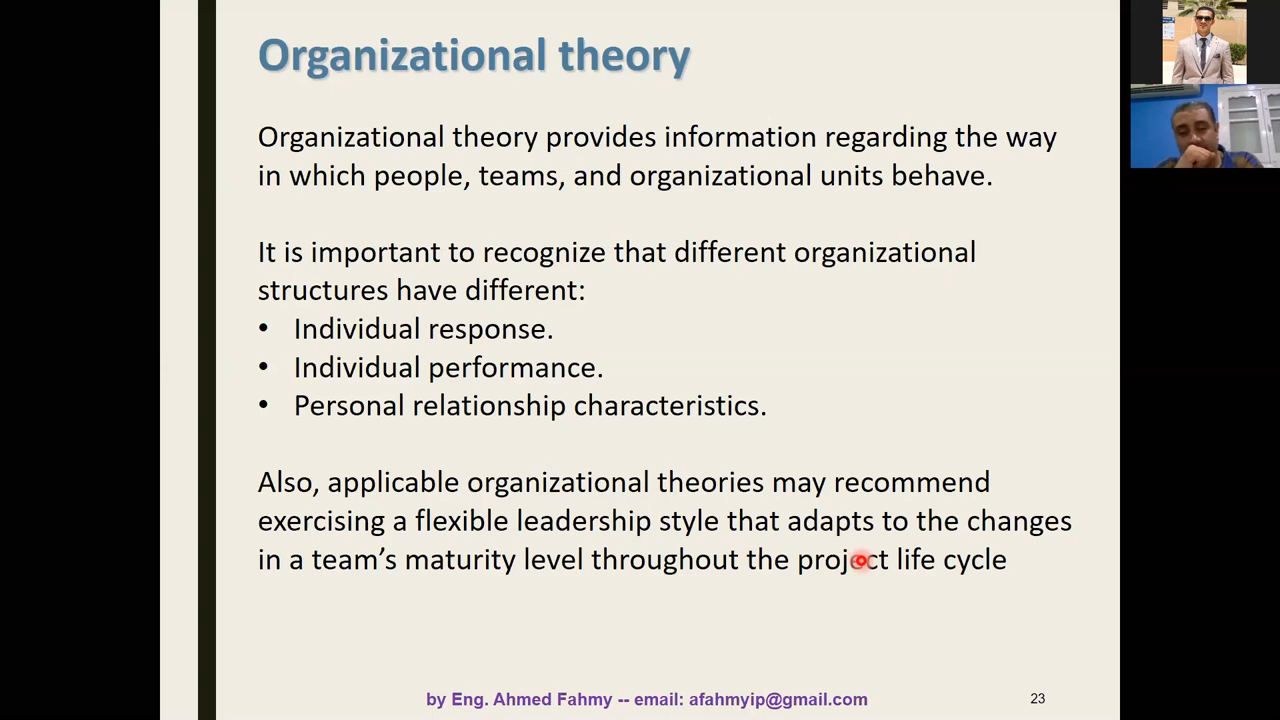 Organizational theory
Organizational theory provides information regarding the way
in which people, teams, and organizational units behave.
It is important to recognize that different organizational
structures have different:
• Individual response.
• Individual performance.
• Personal relationship characteristics.
Also, applicable organizational theories may recommend
exercising a flexible leadership style that adapts to the changes
in a team’s maturity level throughout the project life cycle
by Eng. Ahmed Fahmy -- email: afahmyip@gmail.com
23